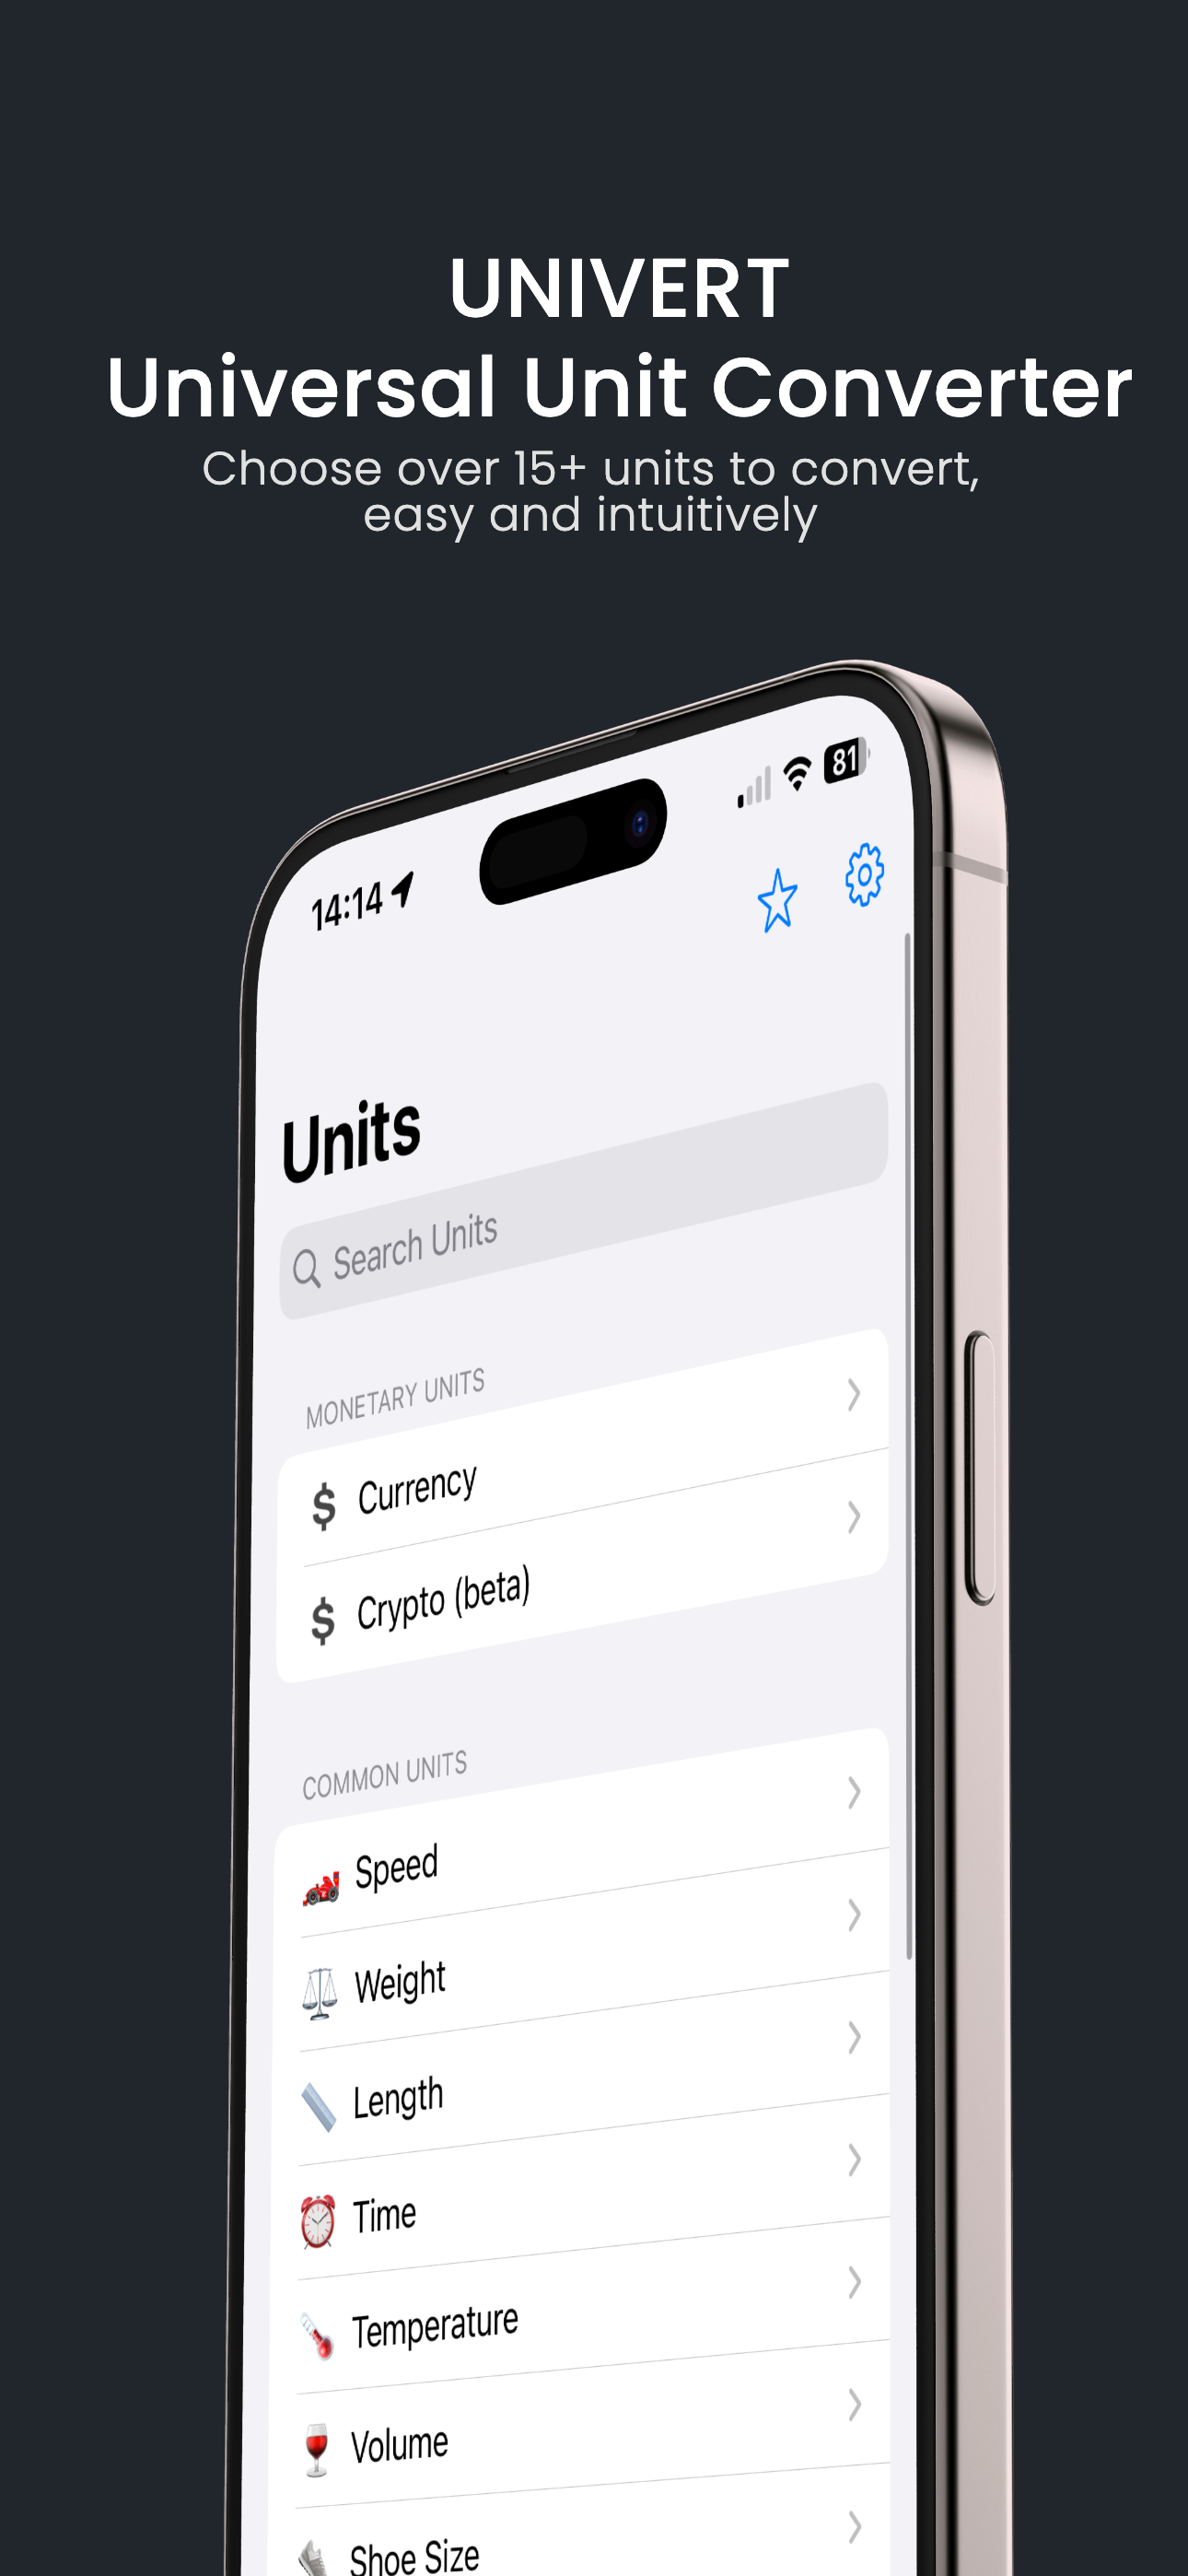 UNIVERT
Universal Unit Converter
Choose over 15+ units to convert,
easy and intuitively
14:14
81
Units
Search Units
MONETARY UNITS
$ Currency
$ Crypto (beta)
COMMON UNITS
Speed
Weight
Length
Time
Temperature
Volume
Shoe Size